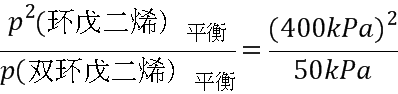 p²(环戊二烯) 平衡 / p(双环戊二烯) 平衡 = (400kPa)² / 50kPa